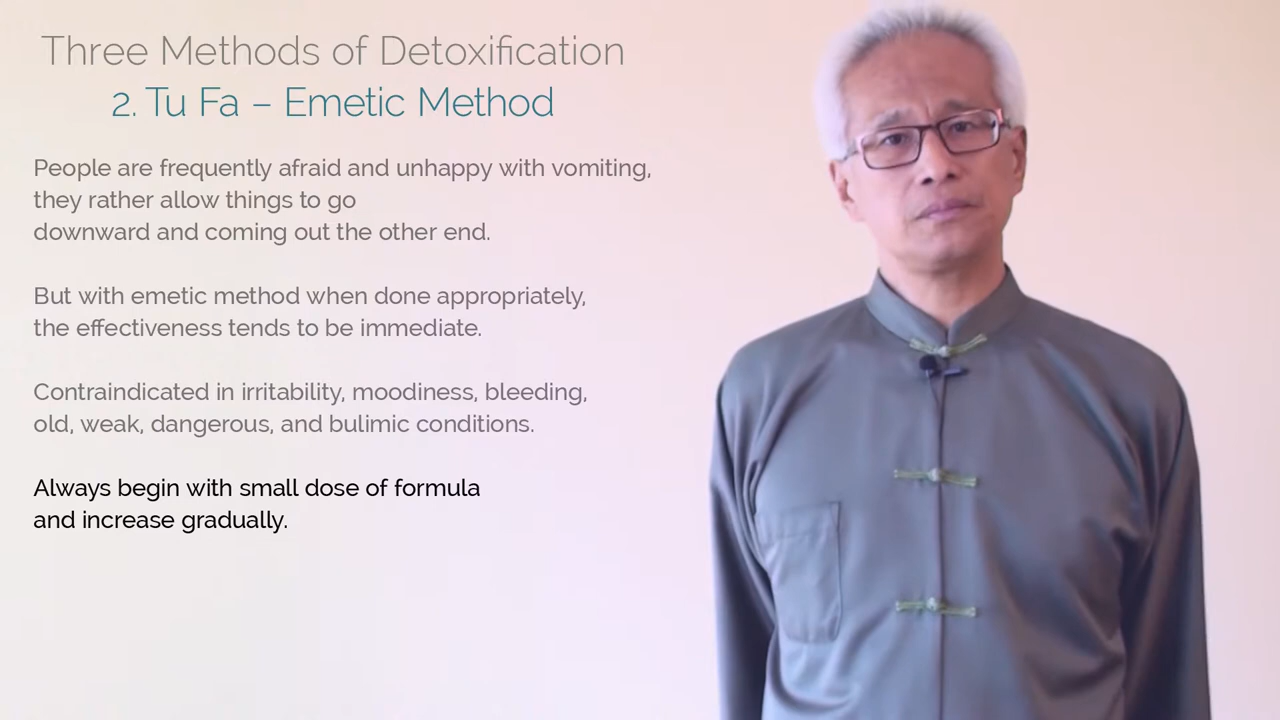 Three Methods of Detoxification
2. Tu Fa – Emetic Method
People are frequently afraid and unhappy with vomiting,
they rather allow things to go
downward and coming out the other end.
But with emetic method when done appropriately,
the effectiveness tends to be immediate.
Contraindicated in irritability, moodiness, bleeding,
old, weak, dangerous, and bulimic conditions.
Always begin with small dose of formula
and increase gradually.